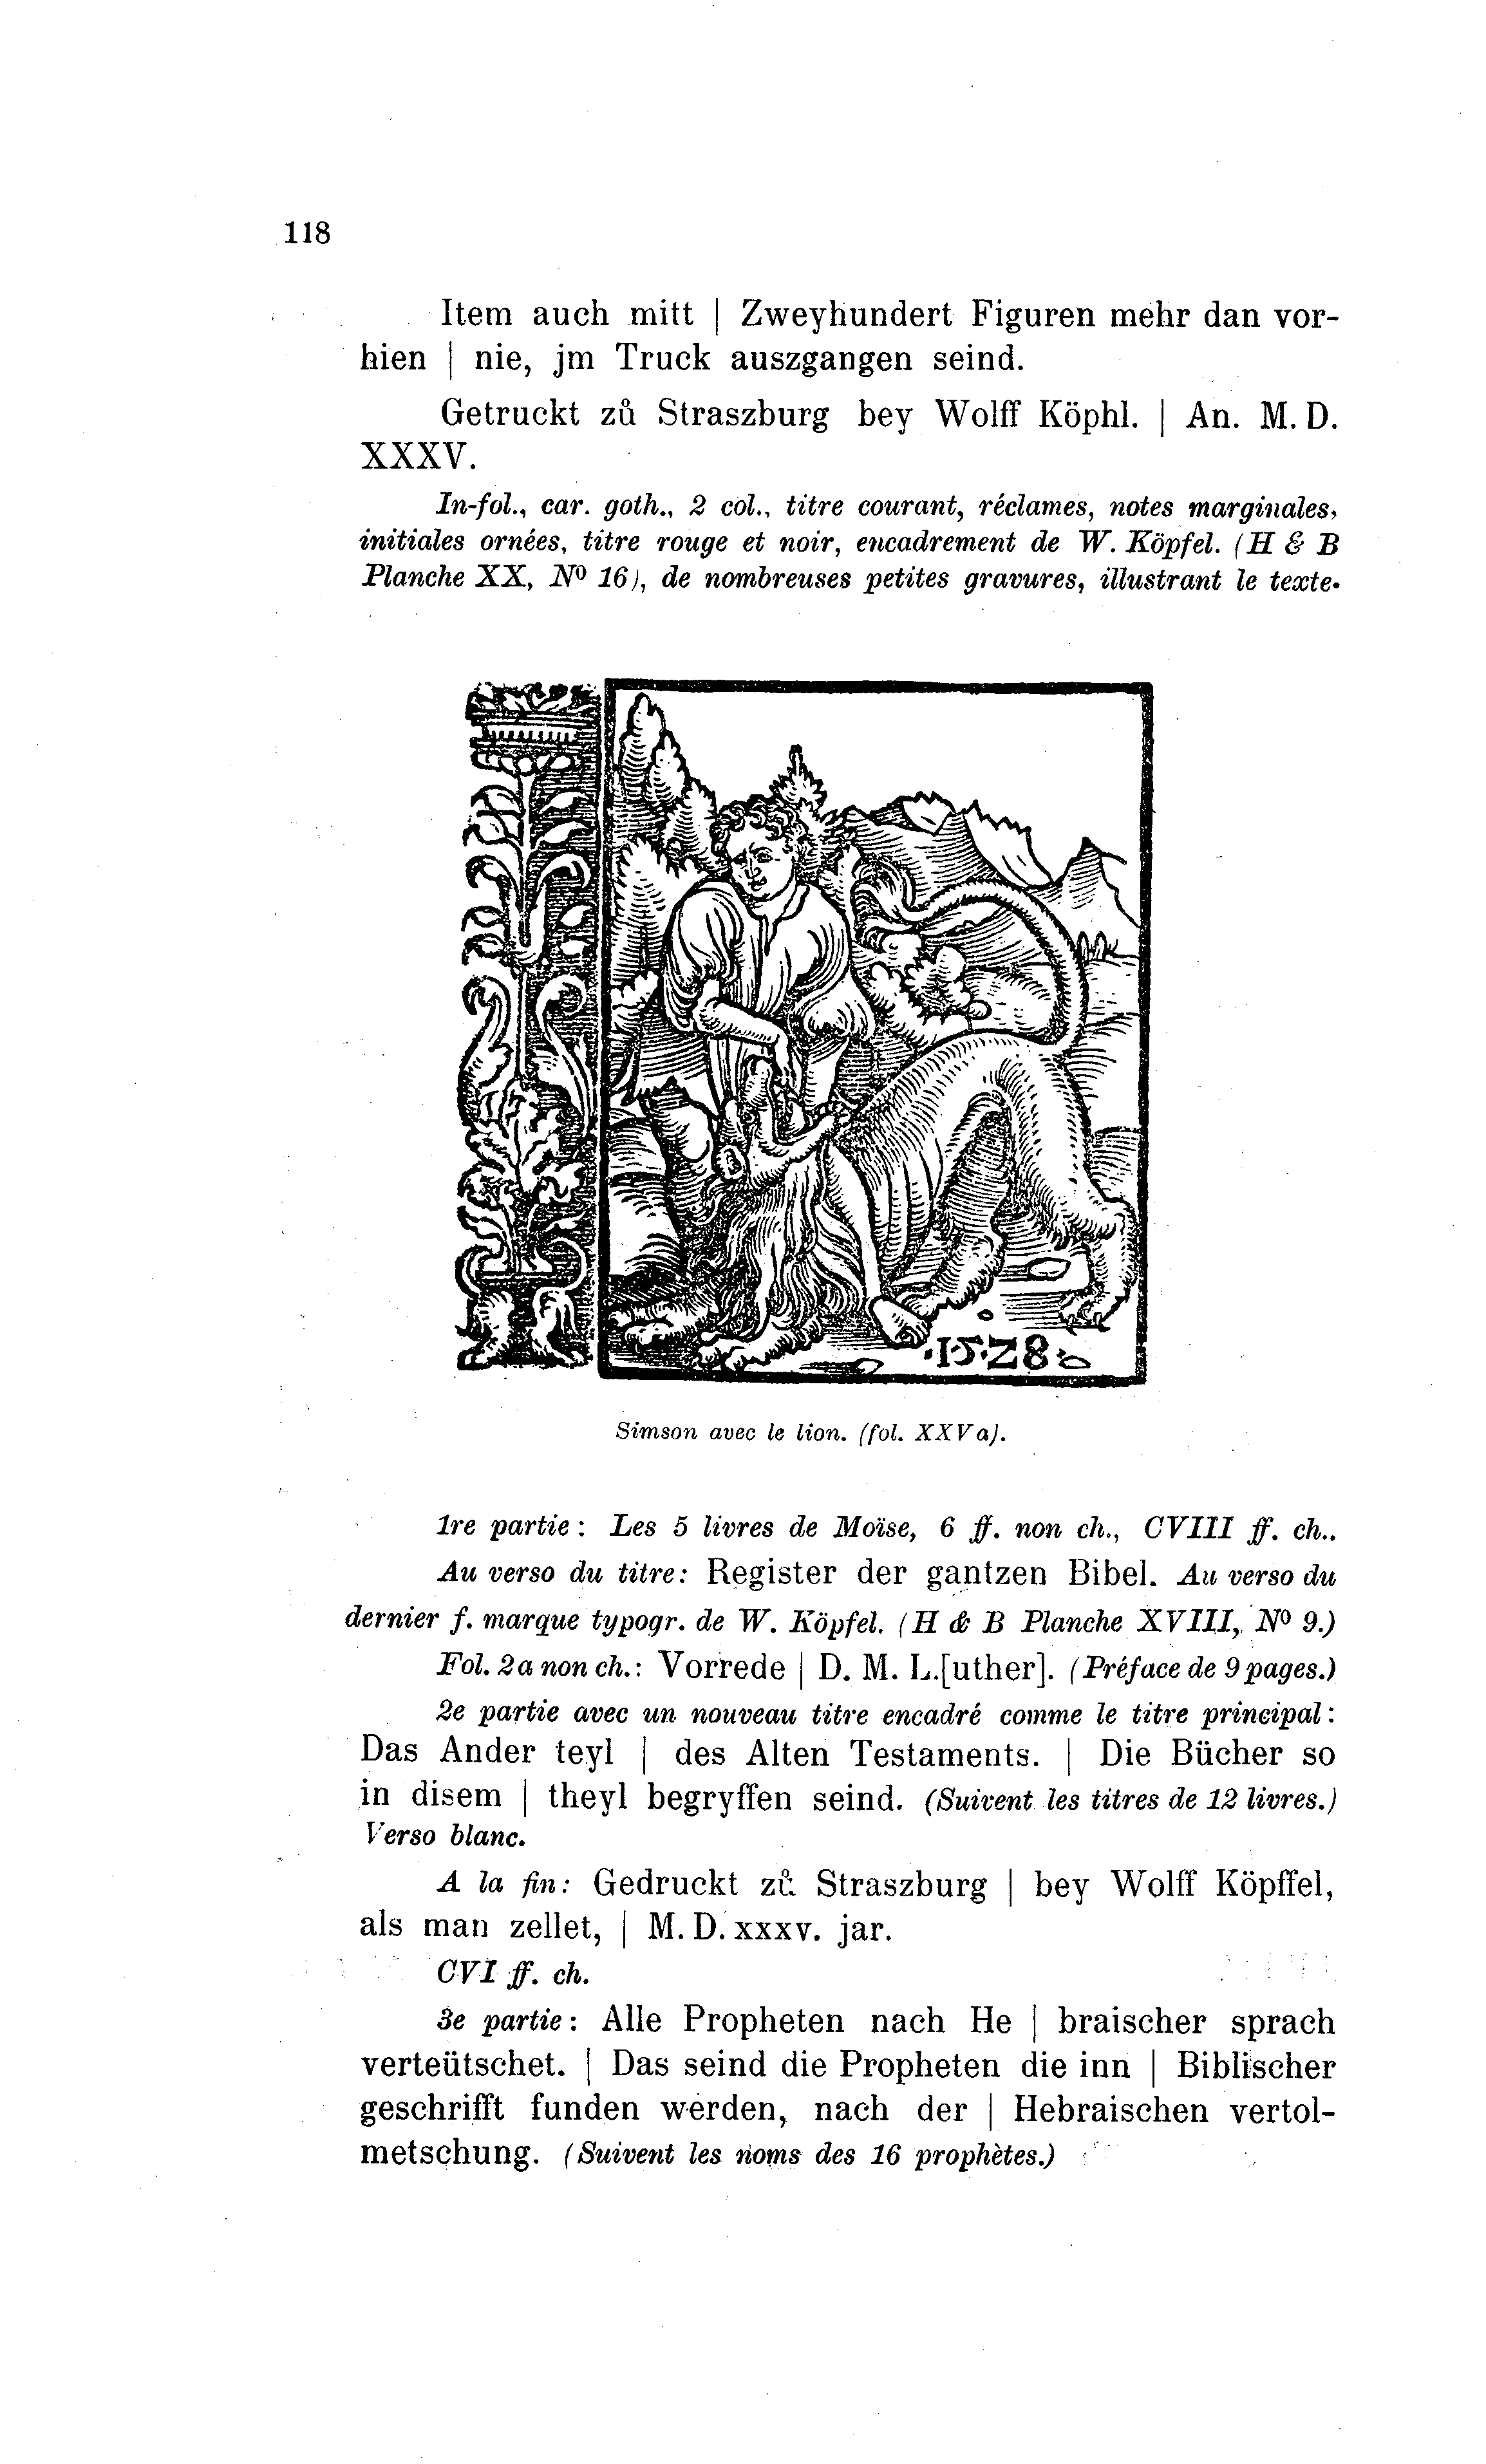 118
Item auch mitt | Zweyhundert Figuren mehr dan vor-
hien | nie, jm Truck auszgangen seind.
Getruckt zů Straszburg bey Wolff Köphl. | An. M. D.
XXXV.
In-fol., car. goth., 2 col., titre courant, réclames, notes marginales,
initiales ornées, titre rouge et noir, encadrement de W. Köpfel. (H & B
Planche XX, No 16), de nombreuses petites gravures, illustrant le texte.
·15·28·
Simson avec le lion. (fol. XXVa).
1re partie: Les 5 livres de Moïse, 6 ff. non ch., CVIII ff. ch..
Au verso du titre: Register der gantzen Bibel. Au verso du
dernier f. marque typogr. de W. Köpfel. (H & B Planche XVIII, No 9.)
Fol. 2a non ch.: Vorrede | D. M. L.[uther]. (Préface de 9 pages.)
2e partie avec un nouveau titre encadré comme le titre principal:
Das Ander teyl | des Alten Testaments. | Die Bücher so
in disem | theyl begryffen seind. (Suivent les titres de 12 livres.)
Verso blanc.
A la fin: Gedruckt zů Straszburg | bey Wolff Köpffel,
als man zellet, | M. D. xxxv. jar.
CVI ff. ch.
3e partie: Alle Propheten nach He | braischer sprach
verteütschet. | Das seind die Propheten die inn | Biblischer
geschrifft funden werden, nach der | Hebraischen vertol-
metschung. (Suivent les noms des 16 prophètes.)